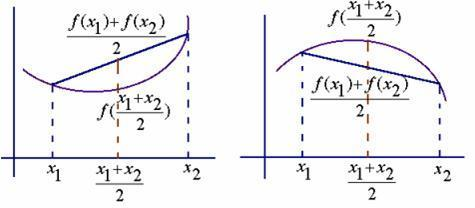 f(x₁)+f(x₂)
2
f(x₁+x₂
2)
x₁
x₁+x₂
2
x₂
f(x₁+x₂
2)
f(x₁)+f(x₂)
2
x₁
x₁+x₂
2
x₂